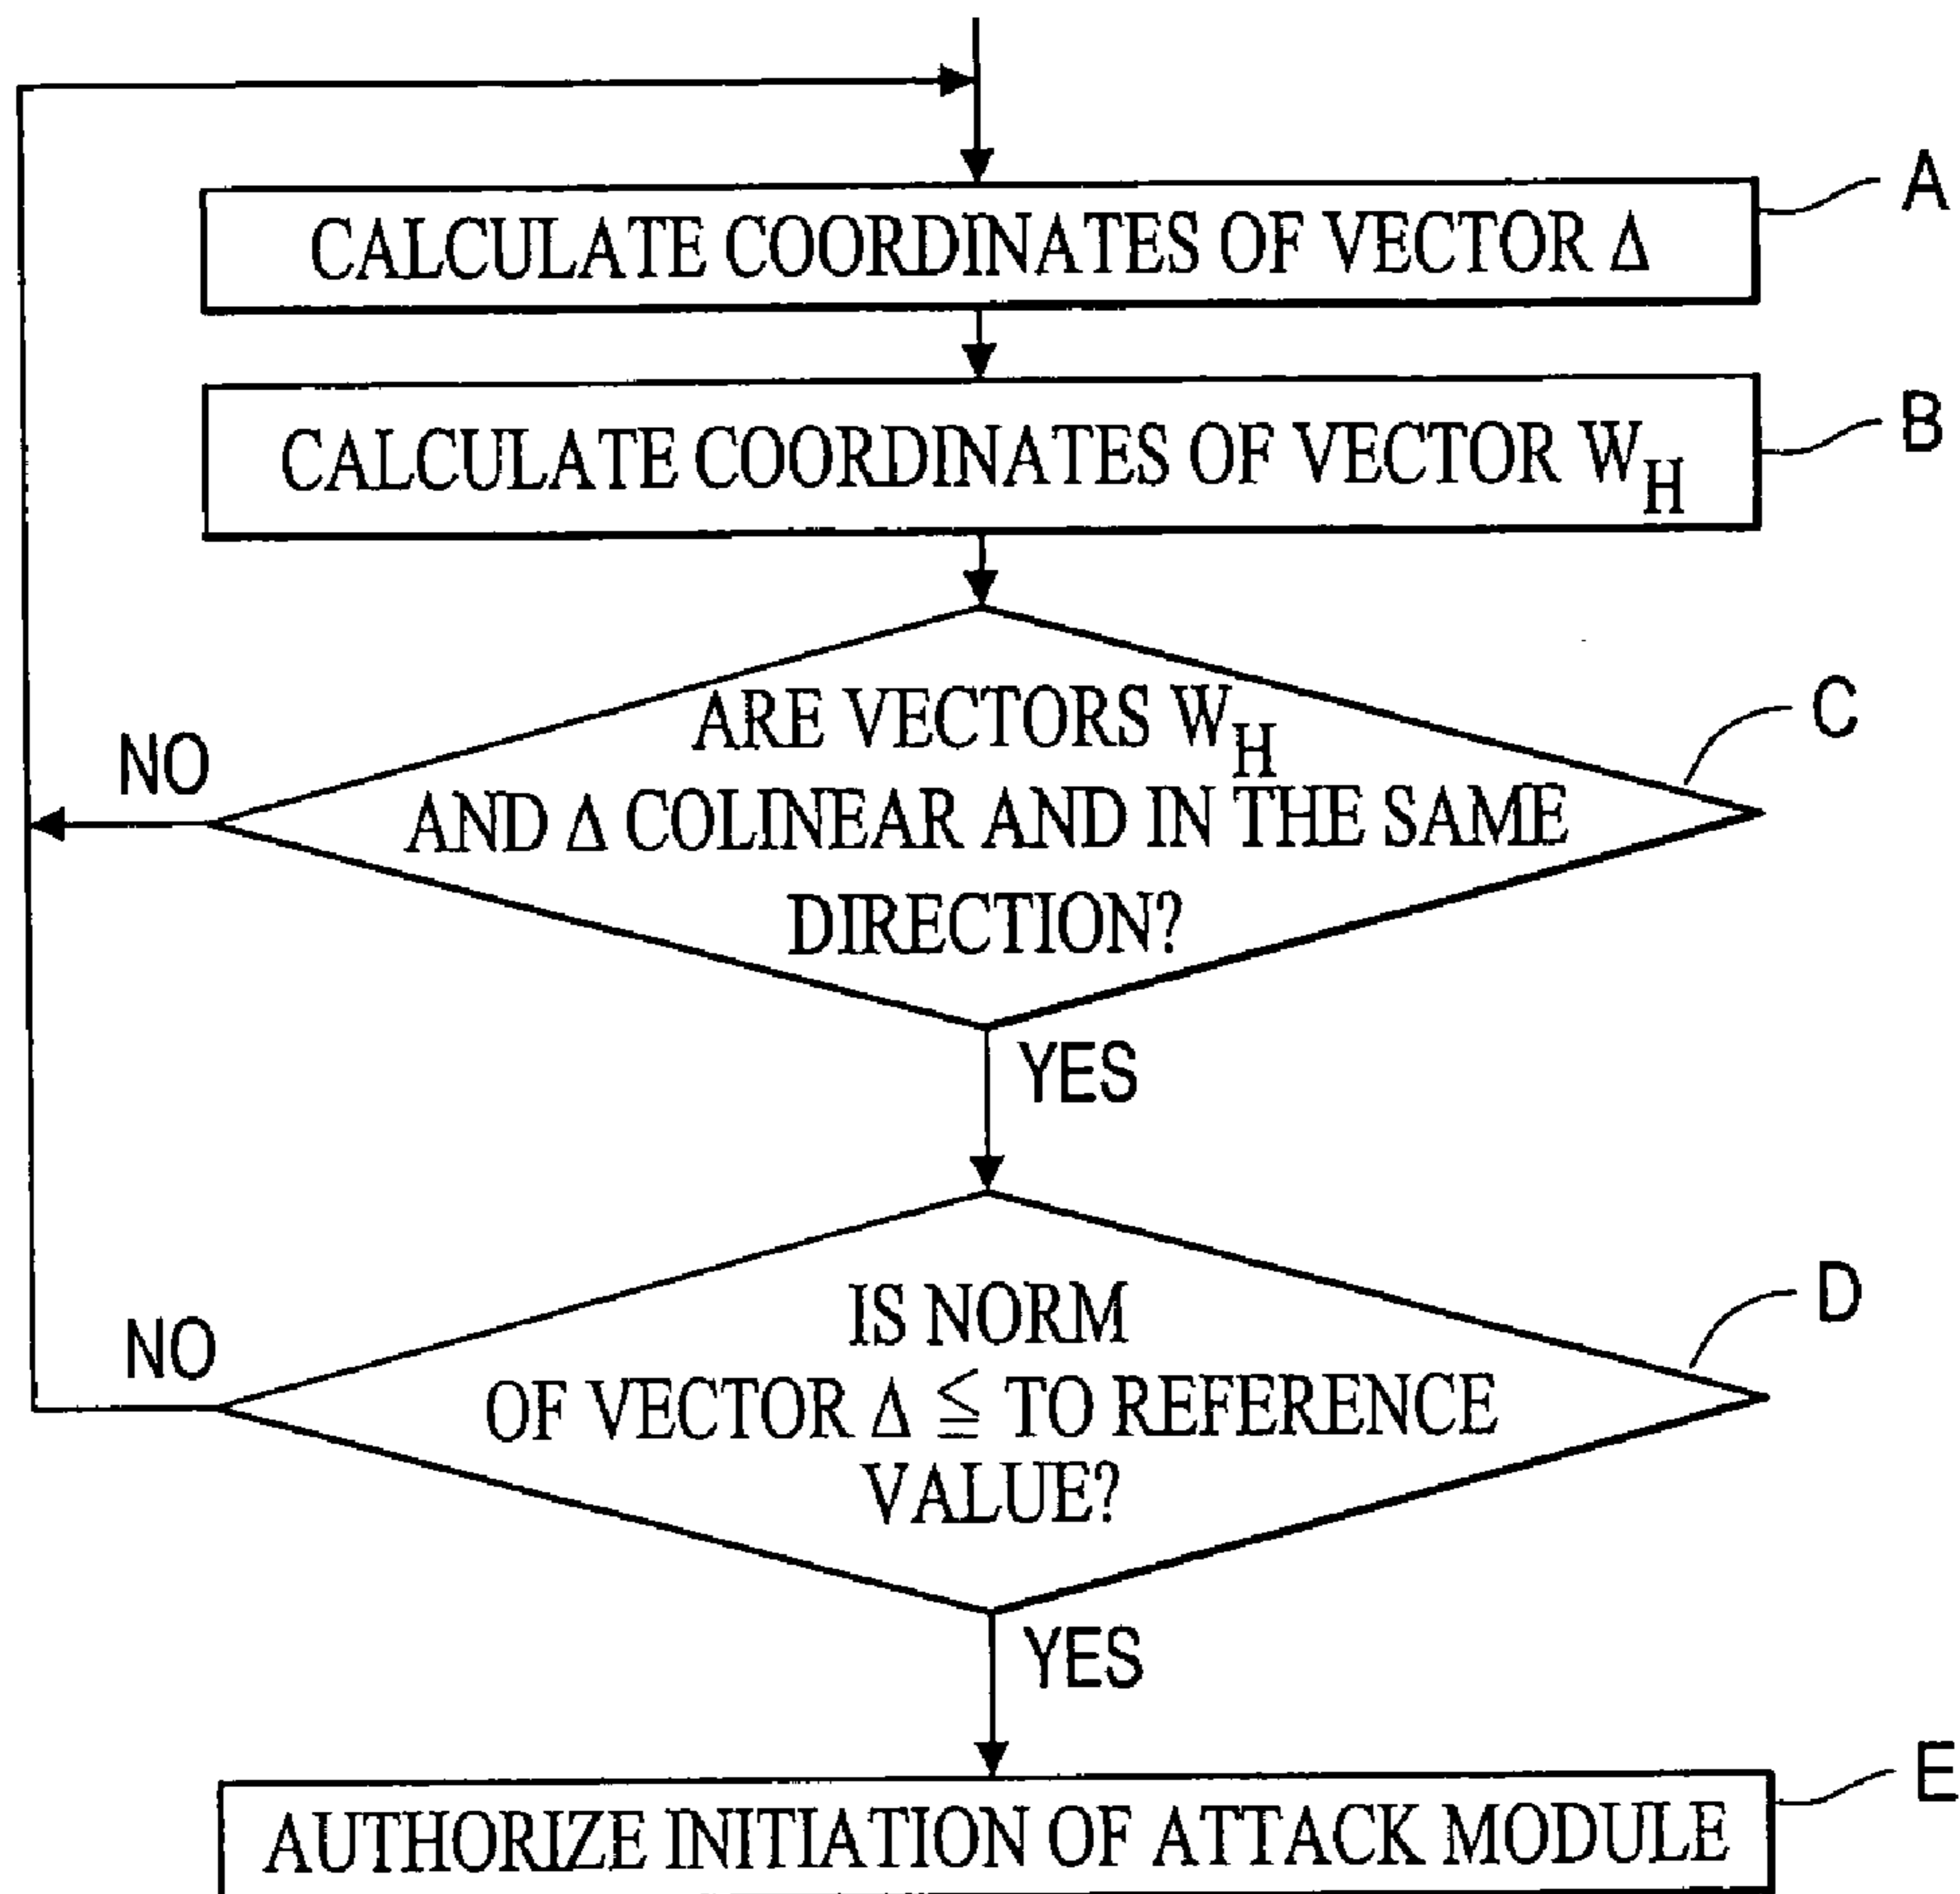 CALCULATE COORDINATES OF VECTOR Δ
A
CALCULATE COORDINATES OF VECTOR W_H
B
ARE VECTORS W_H
AND Δ COLINEAR AND IN THE SAME
DIRECTION?
C
NO
YES
IS NORM
OF VECTOR Δ ≦ TO REFERENCE
VALUE?
D
NO
YES
AUTHORIZE INITIATION OF ATTACK MODULE
E